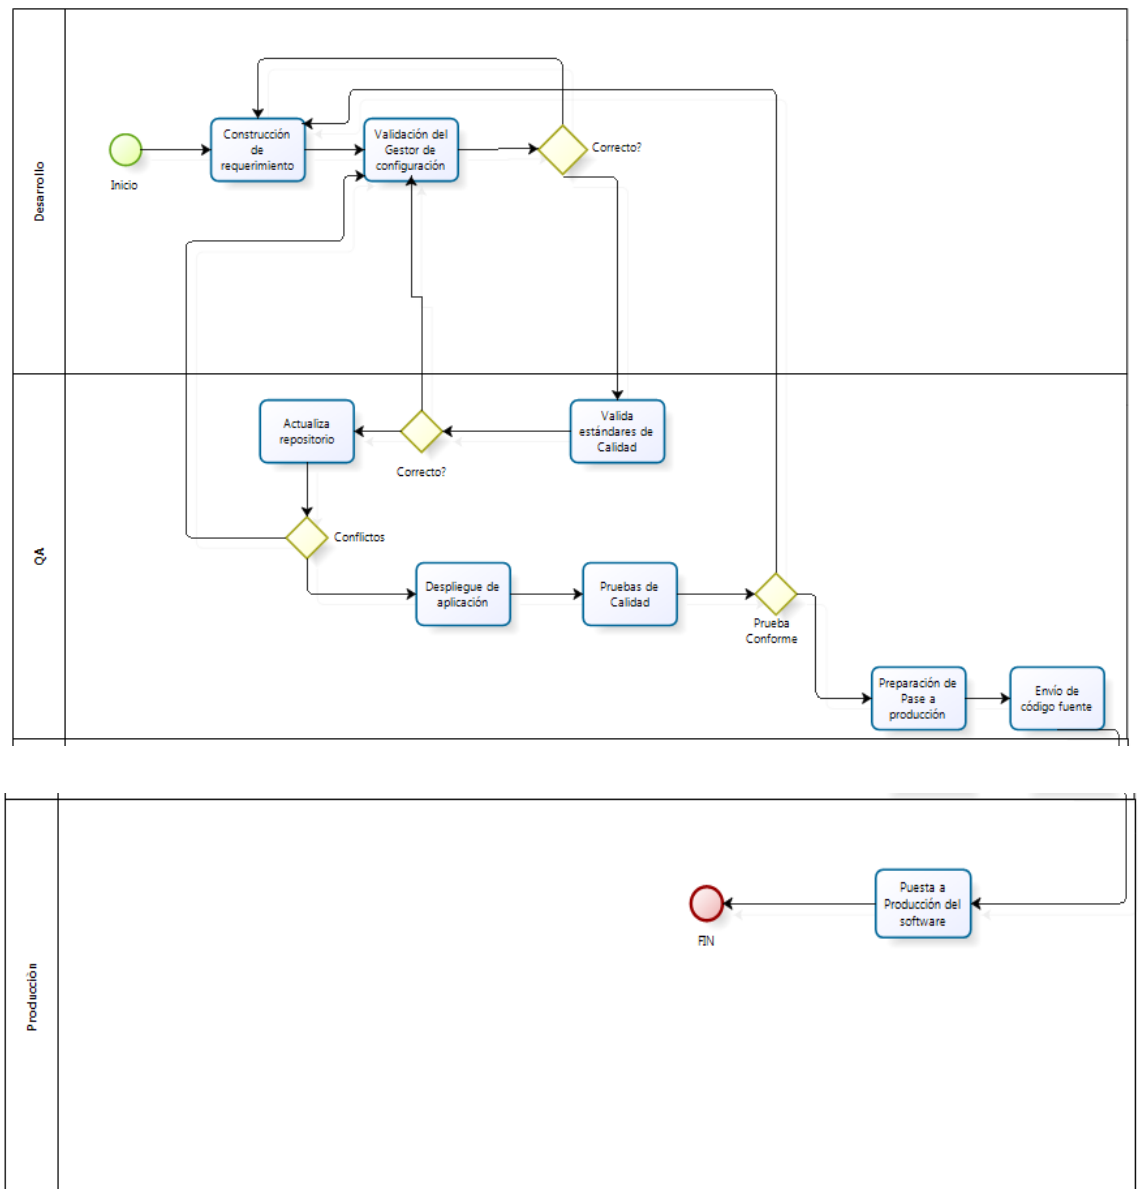 Desarrollo
Inicio
Construcción
de
requerimiento
Validación del
Gestor de
configuración
Correcto?
QA
Actualiza
repositorio
Correcto?
Valida
estándares de
Calidad
Conflictos
Despliegue de
aplicación
Pruebas de
Calidad
Prueba
Conforme
Preparación de
Pase a
producción
Envío de
código fuente
Producción
FIN
Puesta a
Producción del
software